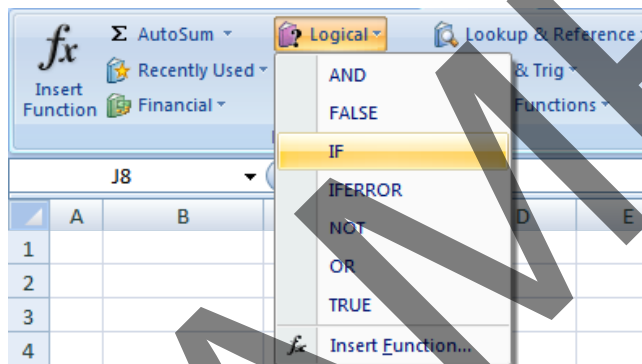 fx Σ AutoSum Logical Lookup & Reference
Insert Function Recently Used & Trig
Financial Functions
AND
FALSE
IF
IFERROR
NOT
OR
TRUE
fx Insert Function...
J8
A B D E
1
2
3
4